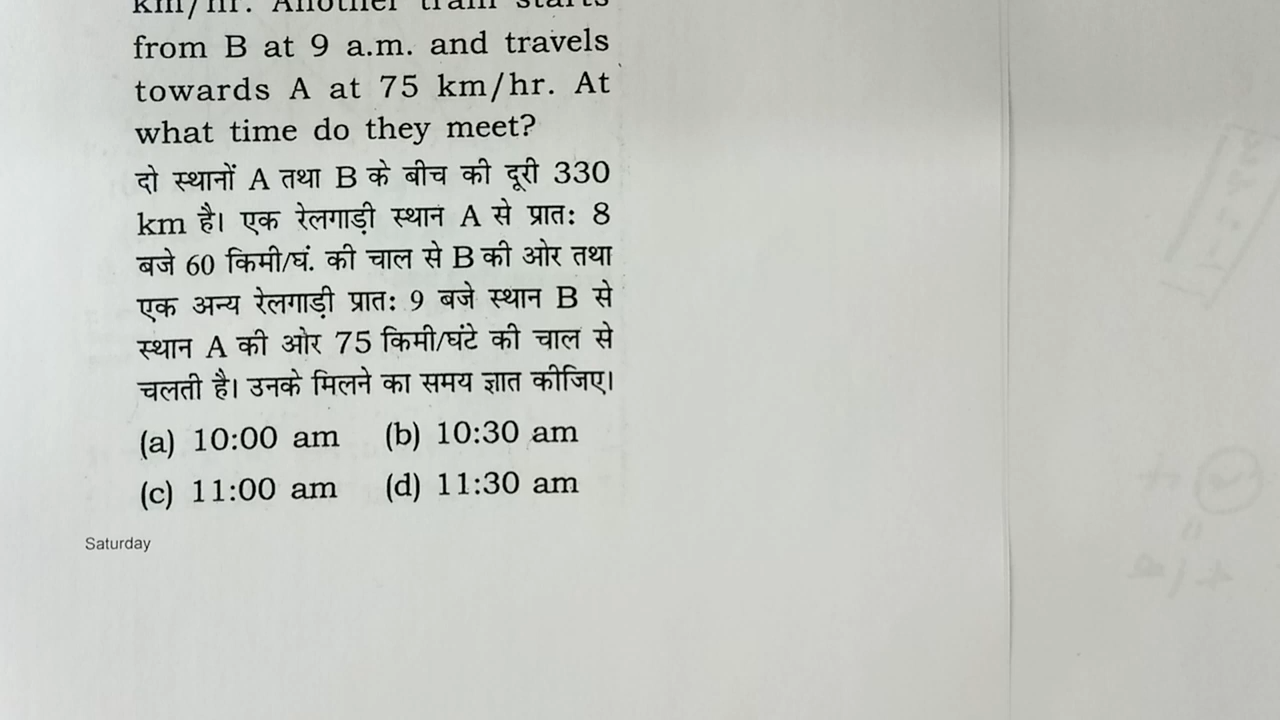 km/hr. Another train starts
from B at 9 a.m. and travels
towards A at 75 km/hr. At
what time do they meet?
दो स्थानों A तथा B के बीच की दूरी 330
km है। एक रेलगाड़ी स्थान A से प्रात: 8
बजे 60 किमी/घं. की चाल से B की ओर तथा
एक अन्य रेलगाड़ी प्रात: 9 बजे स्थान B से
स्थान A की ओर 75 किमी/घंटे की चाल से
चलती है। उनके मिलने का समय ज्ञात कीजिए।
(a) 10:00 am (b) 10:30 am
(c) 11:00 am (d) 11:30 am
Saturday